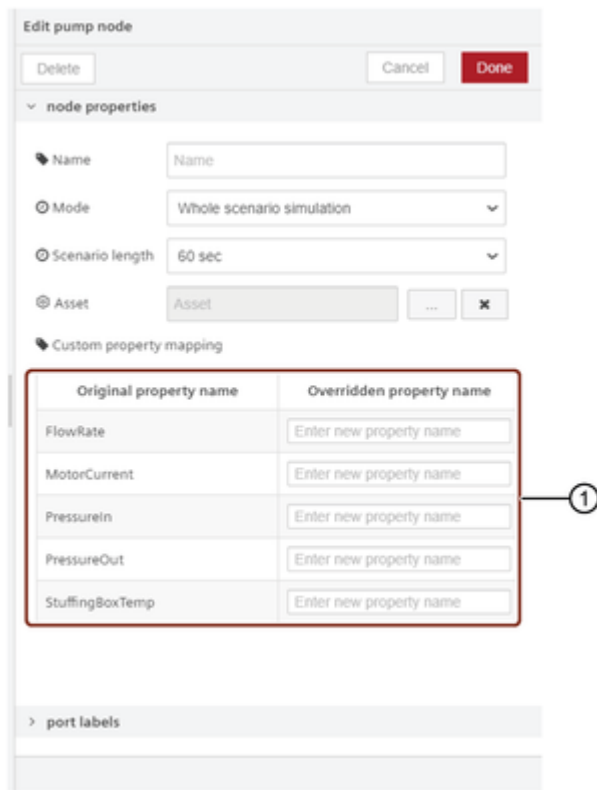 Edit pump node
Delete Cancel Done
node properties
Name Name
Mode Whole scenario simulation
Scenario length 60 sec
Asset Asset ...
Custom property mapping
Original property name Overridden property name
FlowRate Enter new property name
MotorCurrent Enter new property name
PressureIn Enter new property name
PressureOut Enter new property name
StuffingBoxTemp Enter new property name
1
port labels